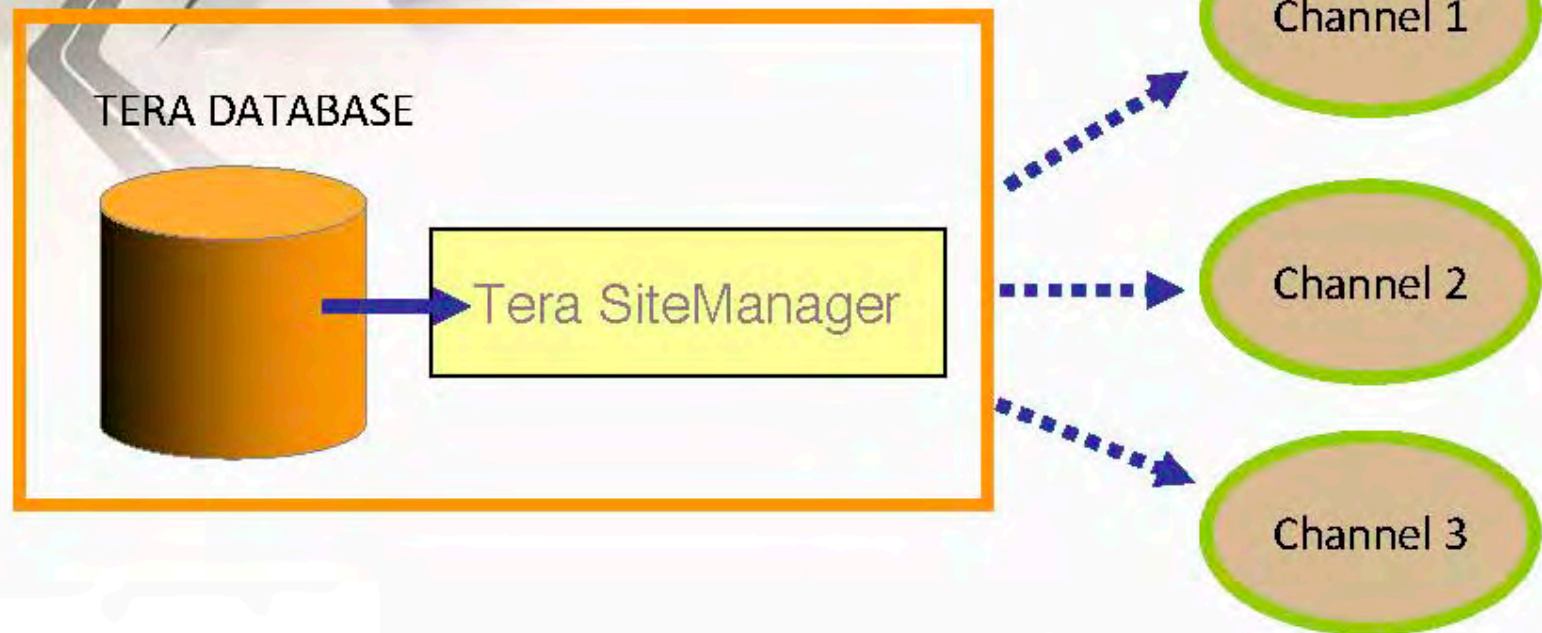 Channel 1
TERA DATABASE
Tera SiteManager
Channel 2
Channel 3